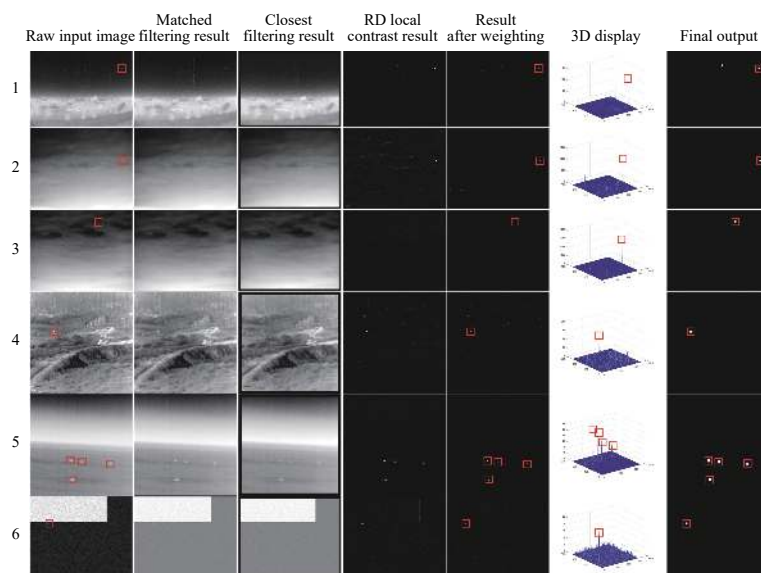 Raw input image
Matched
filtering result
Closest
filtering result
RD local
contrast result
Result
after weighting
3D display
Final output
1
2
3
4
5
6